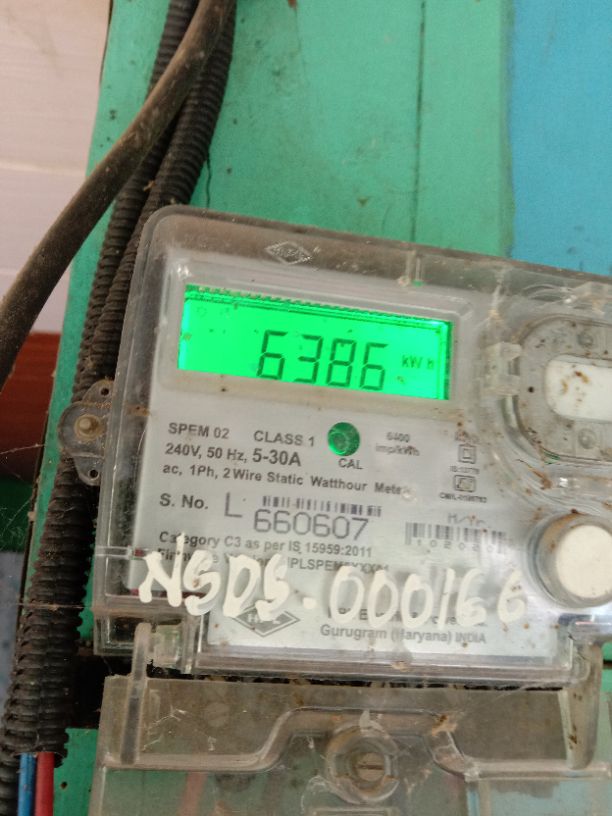 6386 kWh
SPEM 02 CLASS 1
6400
imp/kWh
240V, 50 Hz, 5-30A
CAL
ac, 1Ph, 2 Wire Static Watthour
S. No. L 660607
Category C3 as per IS 15959:2011
NSDS.000166
Gurugram (Haryana) INDIA